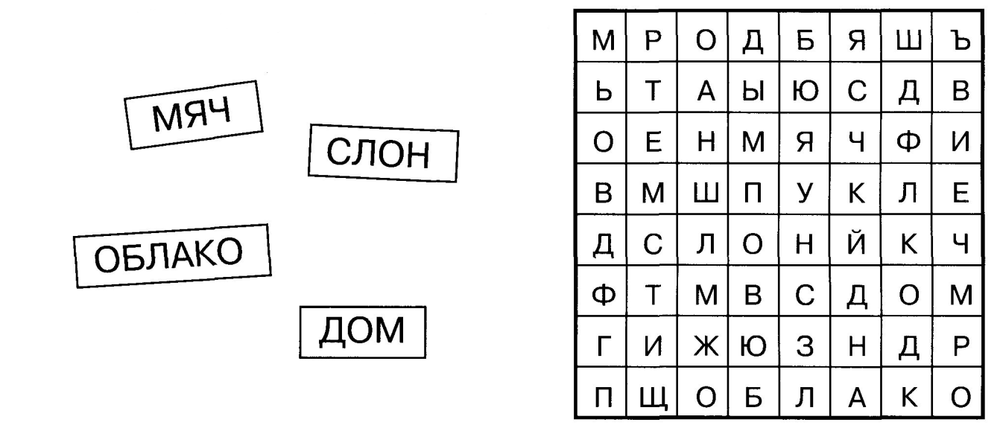 МЯЧ
СЛОН
ОБЛАКО
ДОМ
М Р О Д Б Я Ш Ъ
Ь Т А Ы Ю С Д В
О Е Н М Я Ч Ф И
В М Ш П У К Л Е
Д С Л О Н Й К Ч
Ф Т М В С Д О М
Г И Ж Ю З Н Д Р
П Щ О Б Л А К О